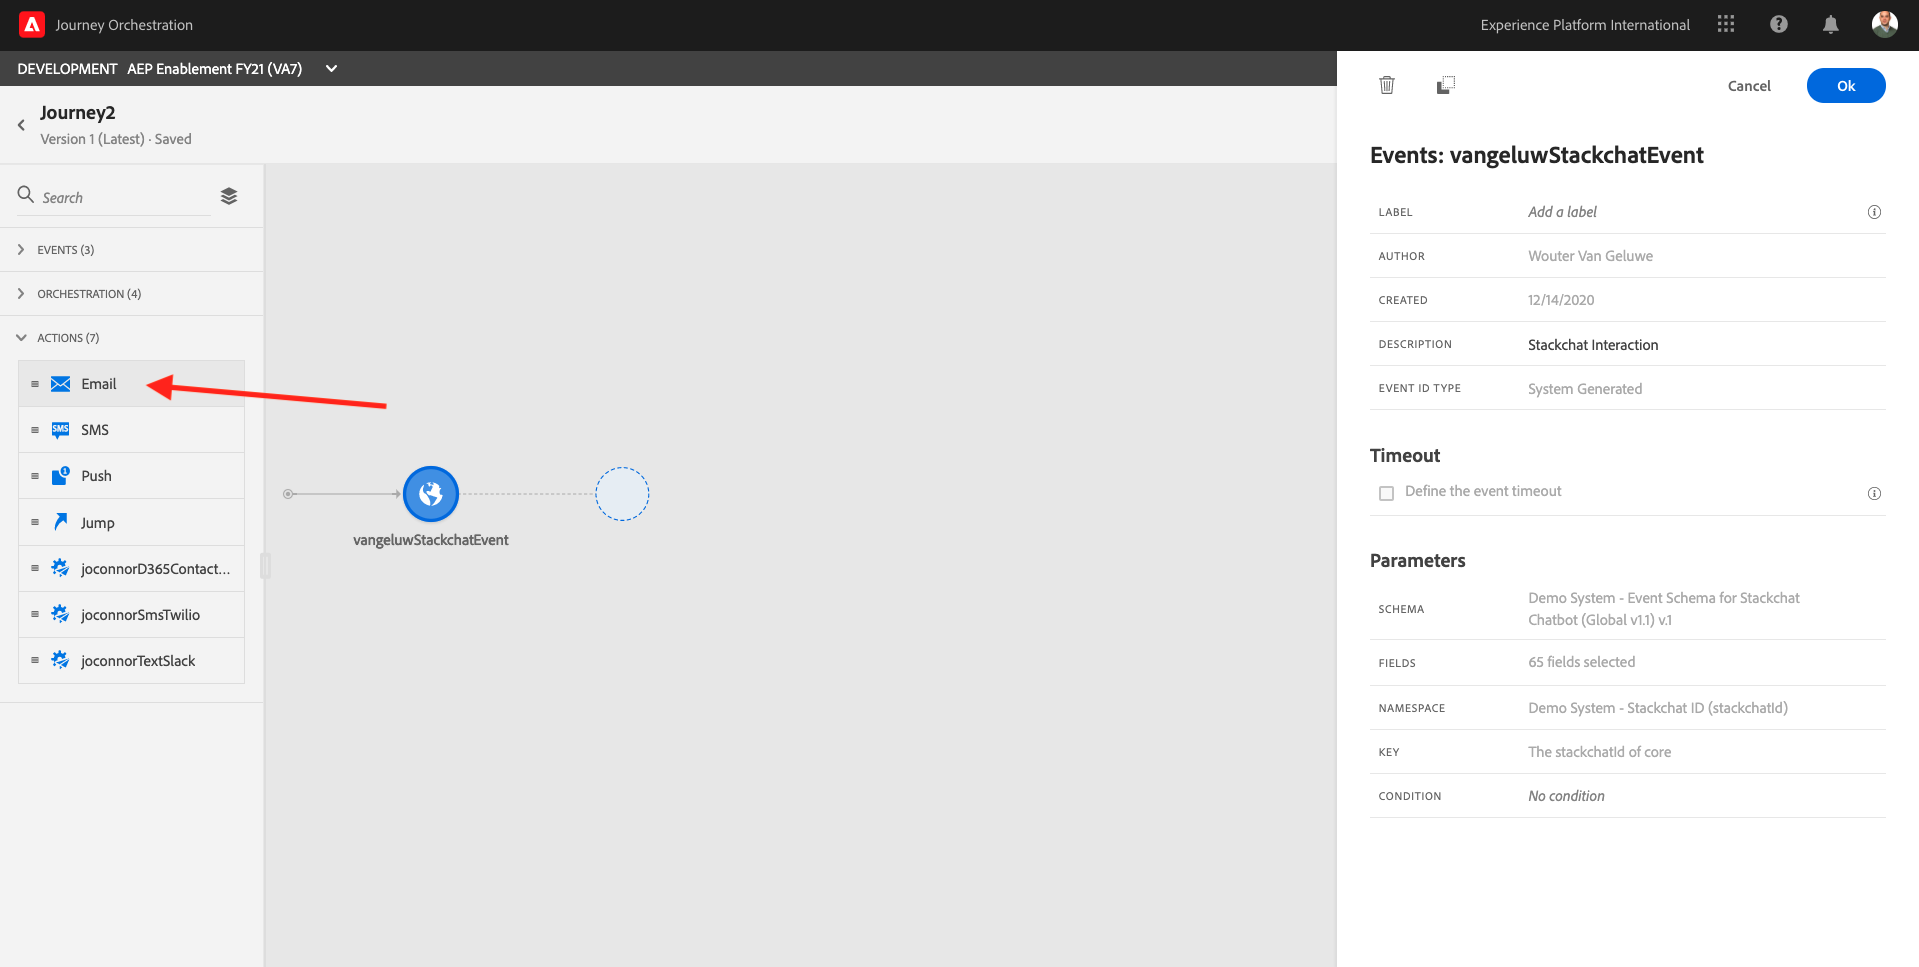 Journey Orchestration
Experience Platform International
DEVELOPMENT AEP Enablement FY21 (VA7)
Cancel
Ok
Journey2
Version 1 (Latest) · Saved
Search
EVENTS (3)
ORCHESTRATION (4)
ACTIONS (7)
Email
SMS
SMS
Push
1
Jump
joconnorD365Contact...
joconnorSmsTwilio
joconnorTextSlack
vangeluwStackchatEvent
Events: vangeluwStackchatEvent
LABEL Add a label
AUTHOR Wouter Van Geluwe
CREATED 12/14/2020
DESCRIPTION Stackchat Interaction
EVENT ID TYPE System Generated
Timeout
Define the event timeout
Parameters
SCHEMA Demo System - Event Schema for Stackchat
Chatbot (Global v1.1) v.1
FIELDS 65 fields selected
NAMESPACE Demo System - Stackchat ID (stackchatId)
KEY The stackchatId of core
CONDITION No condition